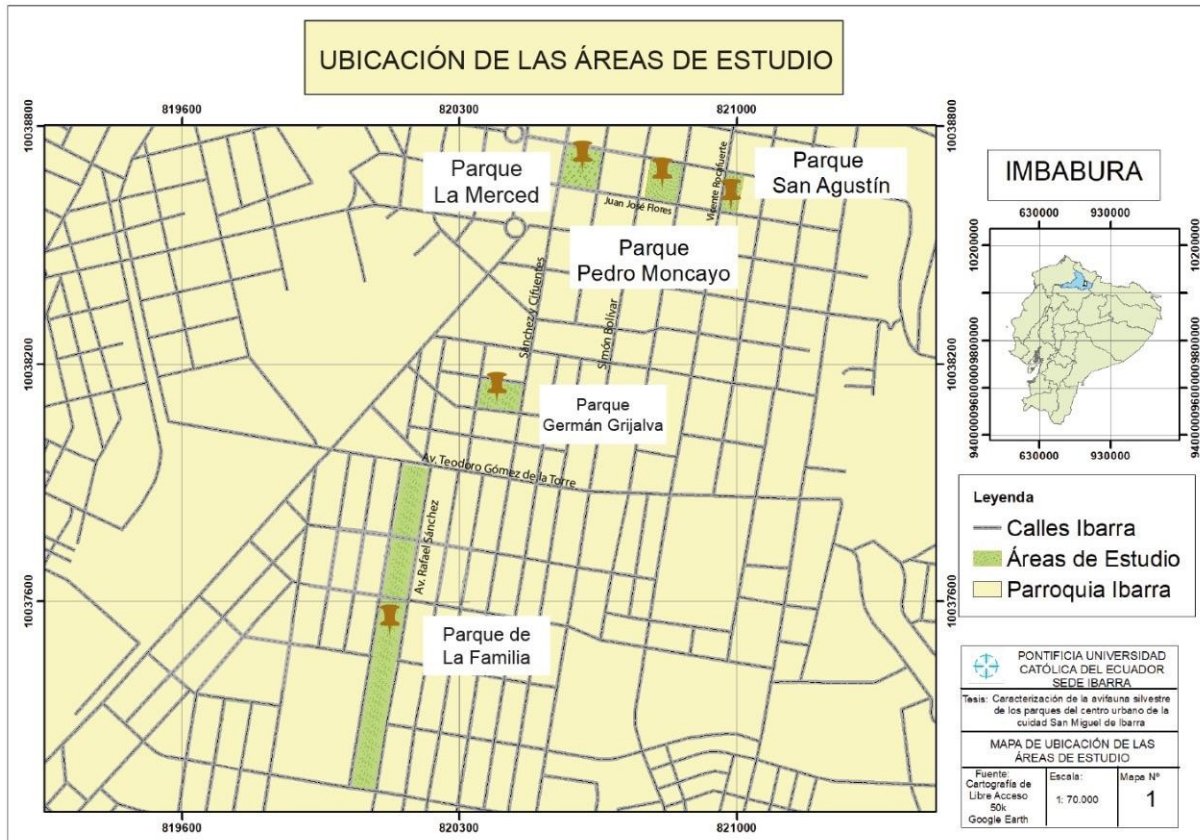 UBICACIÓN DE LAS ÁREAS DE ESTUDIO
819600
820300
821000
10038800
10038800
Parque
La Merced
Parque
San Agustín
Vicente Rocafuerte
Juan José Flores
Parque
Pedro Moncayo
Sánchez y Cifuentes
Simón Bolívar
10038200
10038200
Parque
Germán Grijalva
Av. Teodoro Gómez de la Torre
Av. Rafael Sánchez
10037600
10037600
Parque de
La Familia
819600
820300
821000
IMBABURA
630000
930000
10200000
10200000
9800000
9800000
9600000
9600000
9400000
9400000
630000
930000
Leyenda
Calles Ibarra
Áreas de Estudio
Parroquia Ibarra
PONTIFICIA UNIVERSIDAD
CATÓLICA DEL ECUADOR
SEDE IBARRA
Tesis: Caracterización de la avifauna silvestre
de los parques del centro urbano de la
cuidad San Miguel de Ibarra
MAPA DE UBICACIÓN DE LAS
ÁREAS DE ESTUDIO
Fuente:
Cartografía de
Libre Acceso
50k
Google Earth
Escala:
1: 70.000
Mapa Nº
1